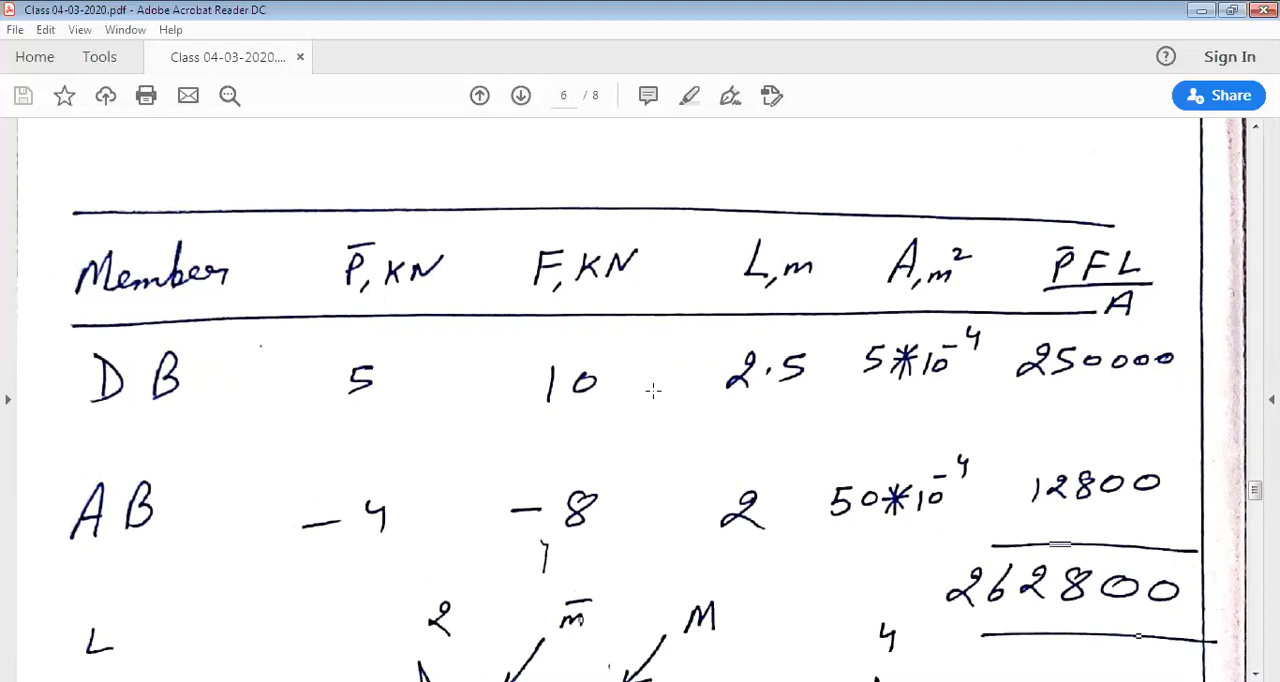 Class 04-03-2020.pdf - Adobe Acrobat Reader DC
File Edit View Window Help
Home Tools Class 04-03-2020.... × Sign In
6 / 8 Share
Member P̄, KN F, KN L, m A, m² P̄FL/A
DB 5 10 2.5 5*10⁻⁴ 250000
AB -4 -8 2 50*10⁻⁴ 12800
262800
2 m̄ M 4
L